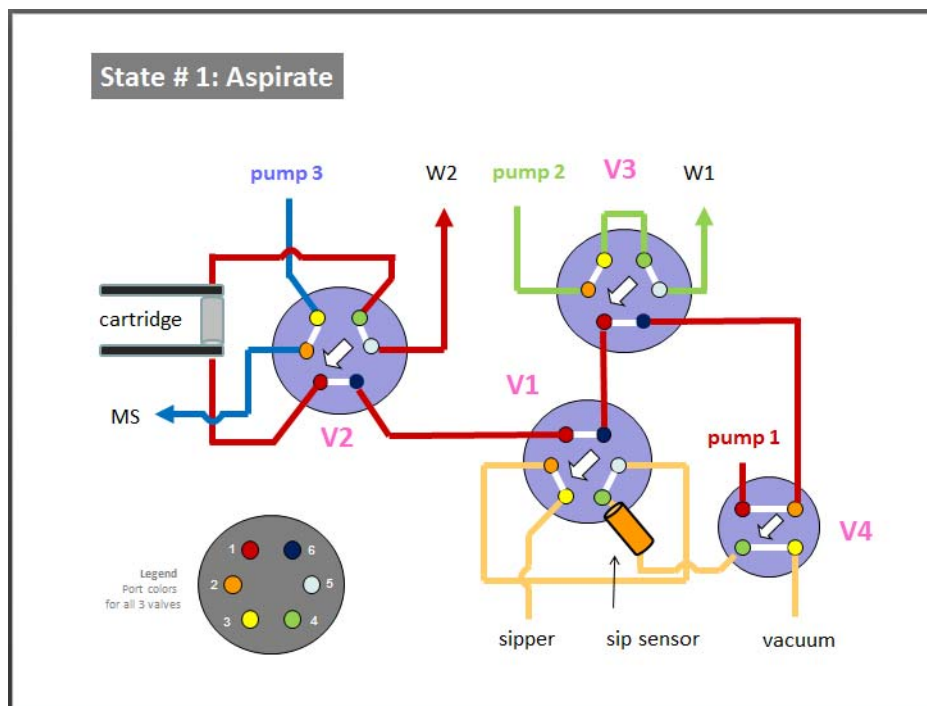 State # 1: Aspirate
pump 3
W2
pump 2
V3
W1
cartridge
MS
V2
V1
pump 1
V4
1
6
2
5
3
4
Legend
Port colors
for all 3 valves
sipper
sip sensor
vacuum